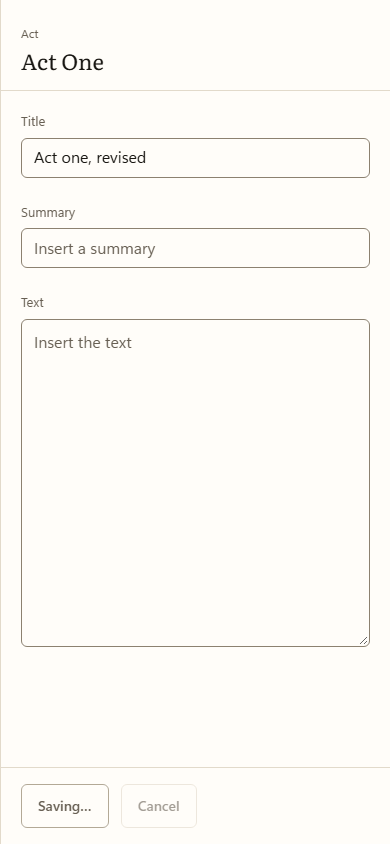 Act
Act One
Title
Act one, revised
Summary
Insert a summary
Text
Insert the text
Saving...
Cancel